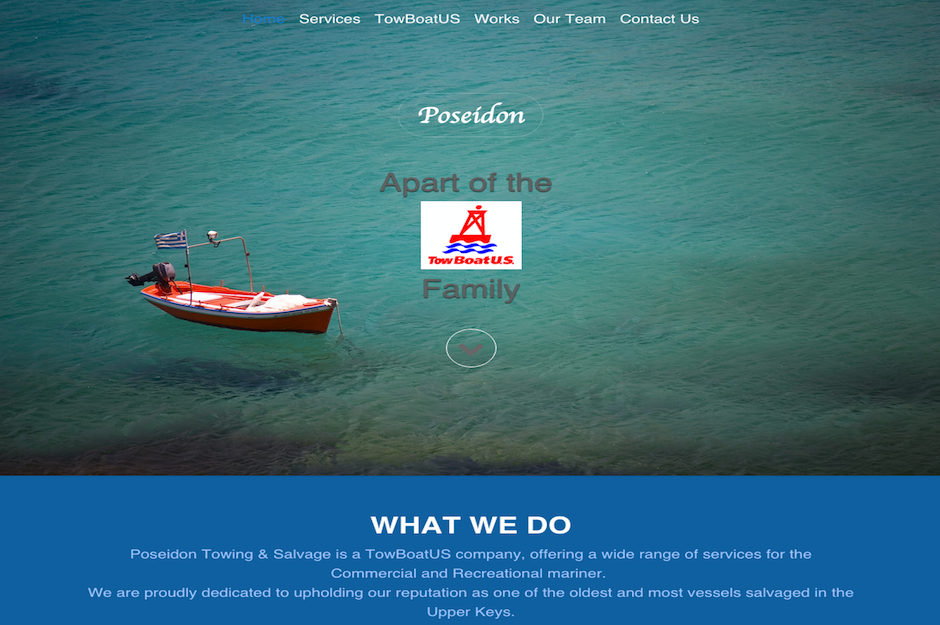 Home Services TowBoatUS Works Our Team Contact Us
Poseidon
Apart of the
TowBoatU.S.
Family
WHAT WE DO
Poseidon Towing & Salvage is a TowBoatUS company, offering a wide range of services for the
Commercial and Recreational mariner.
We are proudly dedicated to upholding our reputation as one of the oldest and most vessels salvaged in the
Upper Keys.